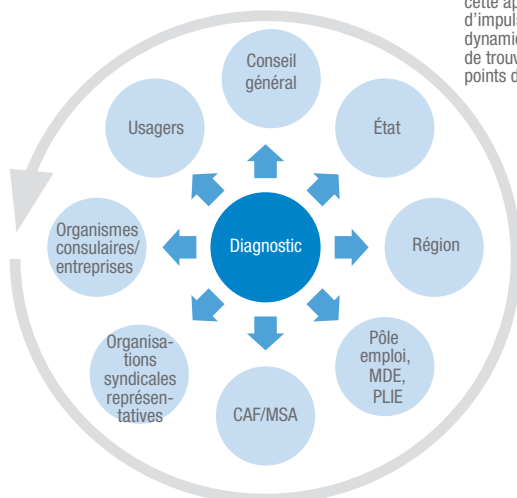 cette ap
d'impuls
dynamic
de trouv
points d
Conseil
général
Usagers
État
Organismes
consulaires/
entreprises
Diagnostic
Région
Organisa-
tions
syndicales
représen-
tatives
Pôle
emploi,
MDE,
PLIE
CAF/MSA